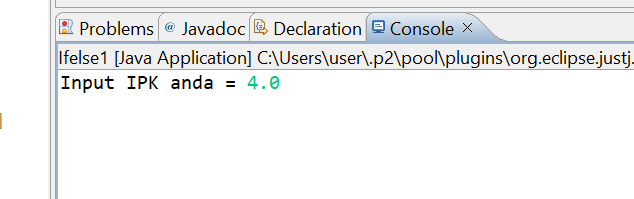 Problems @ Javadoc Declaration Console
Ifelse1 [Java Application] C:\Users\user\.p2\pool\plugins\org.eclipse.justj.
Input IPK anda = 4.0